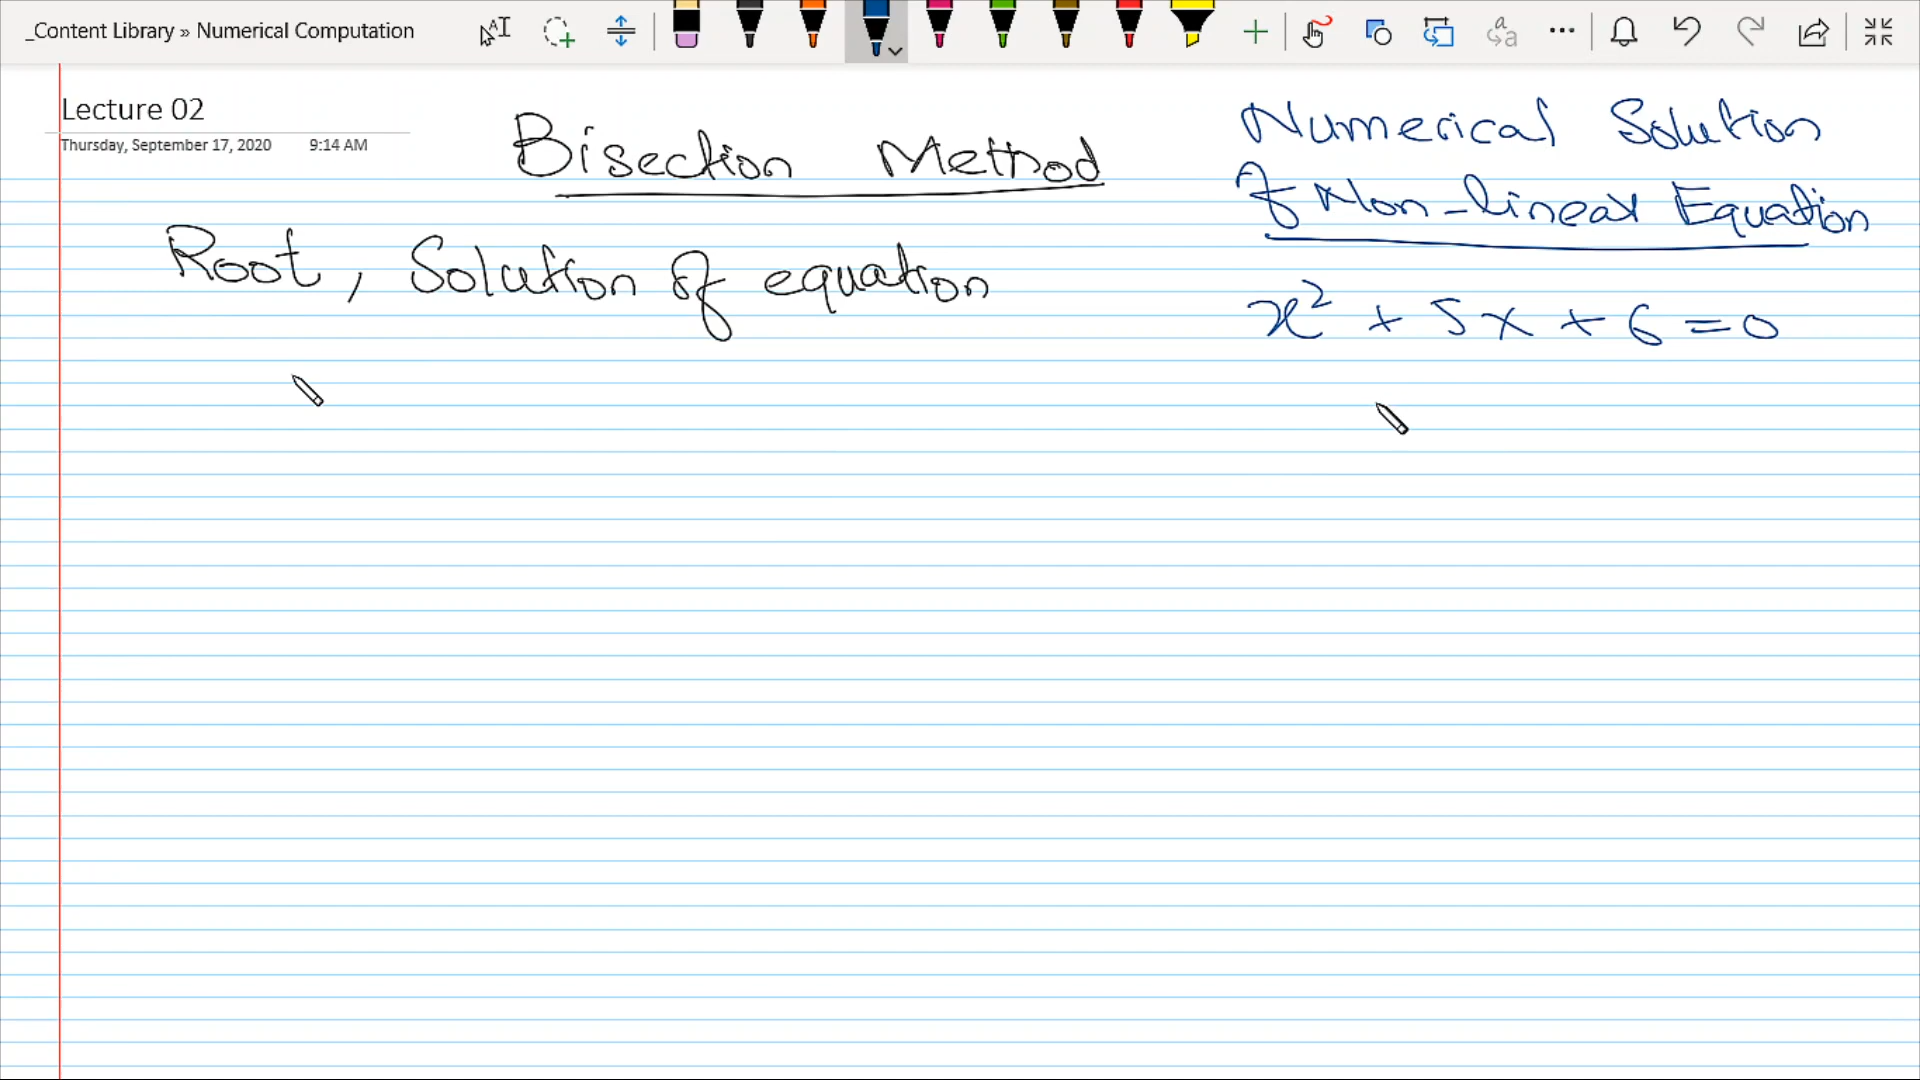 _Content Library » Numerical Computation
Lecture 02
Thursday, September 17, 2020 9:14 AM
Bisection Method
Root, Solution of equation
Numerical Solution
of Non-linear Equation
x² + 5x + 6 = 0